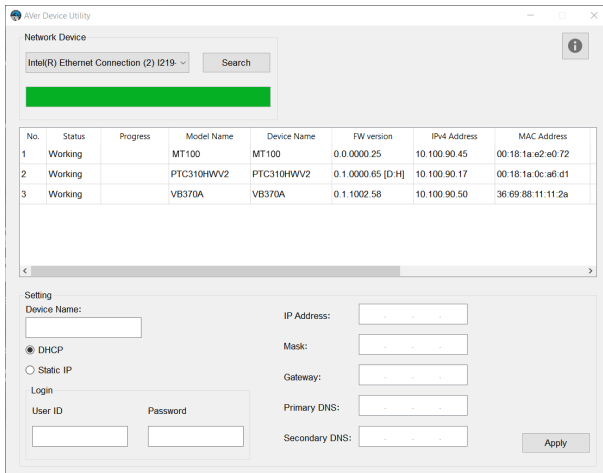 AVer Device Utility
Network Device
Intel(R) Ethernet Connection (2) I219-
Search
No. Status Progress Model Name Device Name FW version IPv4 Address MAC Address
1 Working MT100 MT100 0.0.0000.25 10.100.90.45 00:18:1a:e2:e0:72
2 Working PTC310HWV2 PTC310HWV2 0.1.0000.65 [D:H] 10.100.90.17 00:18:1a:0c:a6:d1
3 Working VB370A VB370A 0.1.1002.58 10.100.90.50 36:69:88:11:11:2a
Setting
Device Name:
DHCP
Static IP
Login
User ID Password
IP Address:
Mask:
Gateway:
Primary DNS:
Secondary DNS:
Apply